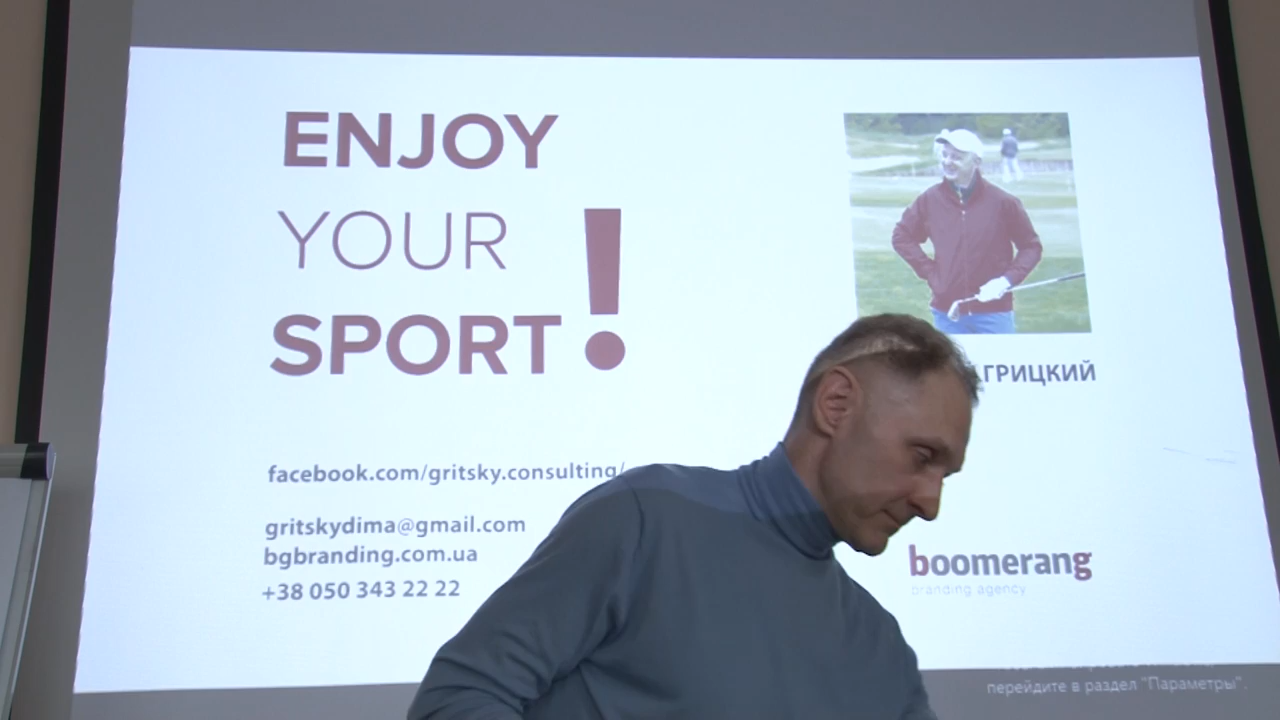 ENJOY
YOUR
SPORT!
ГРИЦКИЙ
facebook.com/gritsky.consulting/
gritskydima@gmail.com
bgbranding.com.ua
+38 050 343 22 22
boomerang
branding agency
перейдите в раздел "Параметры".